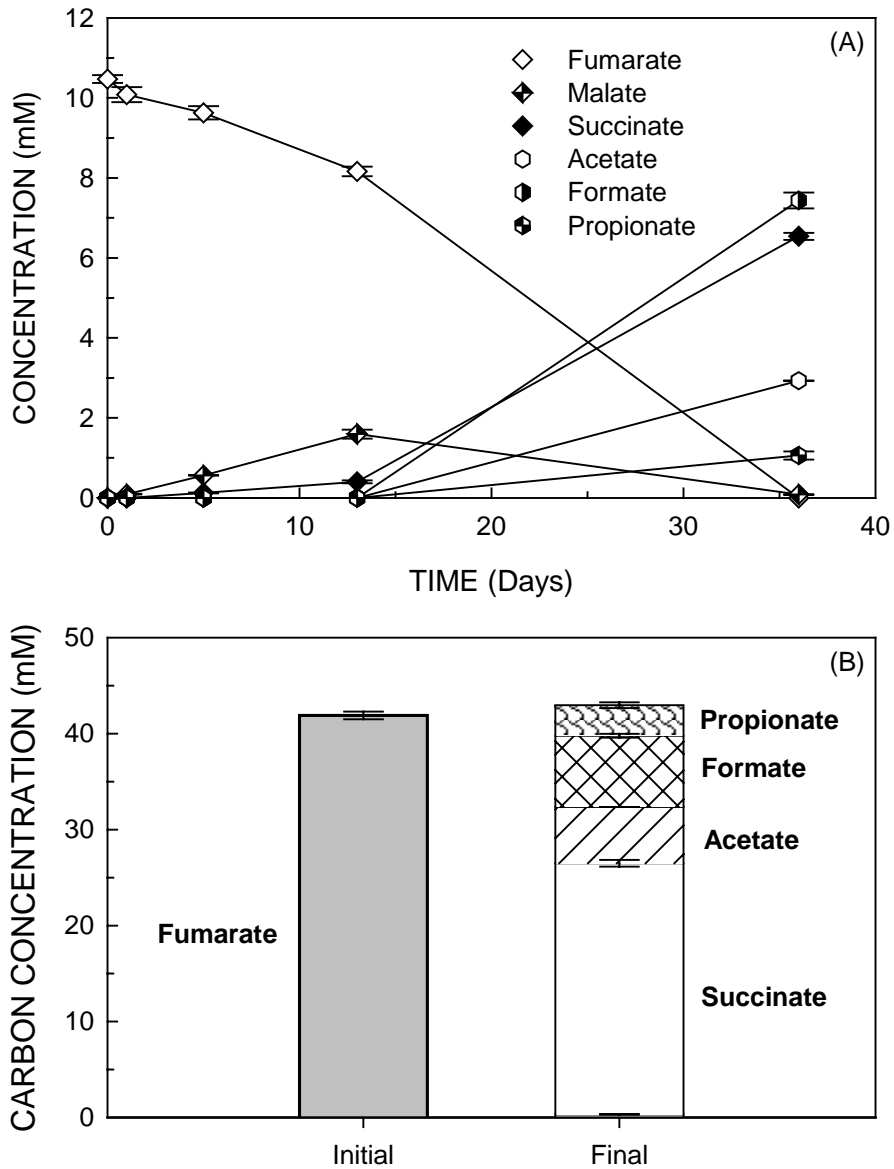 (A)
12
10
8
6
4
2
0
CONCENTRATION (mM)
Fumarate
Malate
Succinate
Acetate
Formate
Propionate
0 10 20 30 40
TIME (Days)
(B)
50
40
30
20
10
0
CARBON CONCENTRATION (mM)
Propionate
Formate
Acetate
Fumarate
Succinate
Initial Final